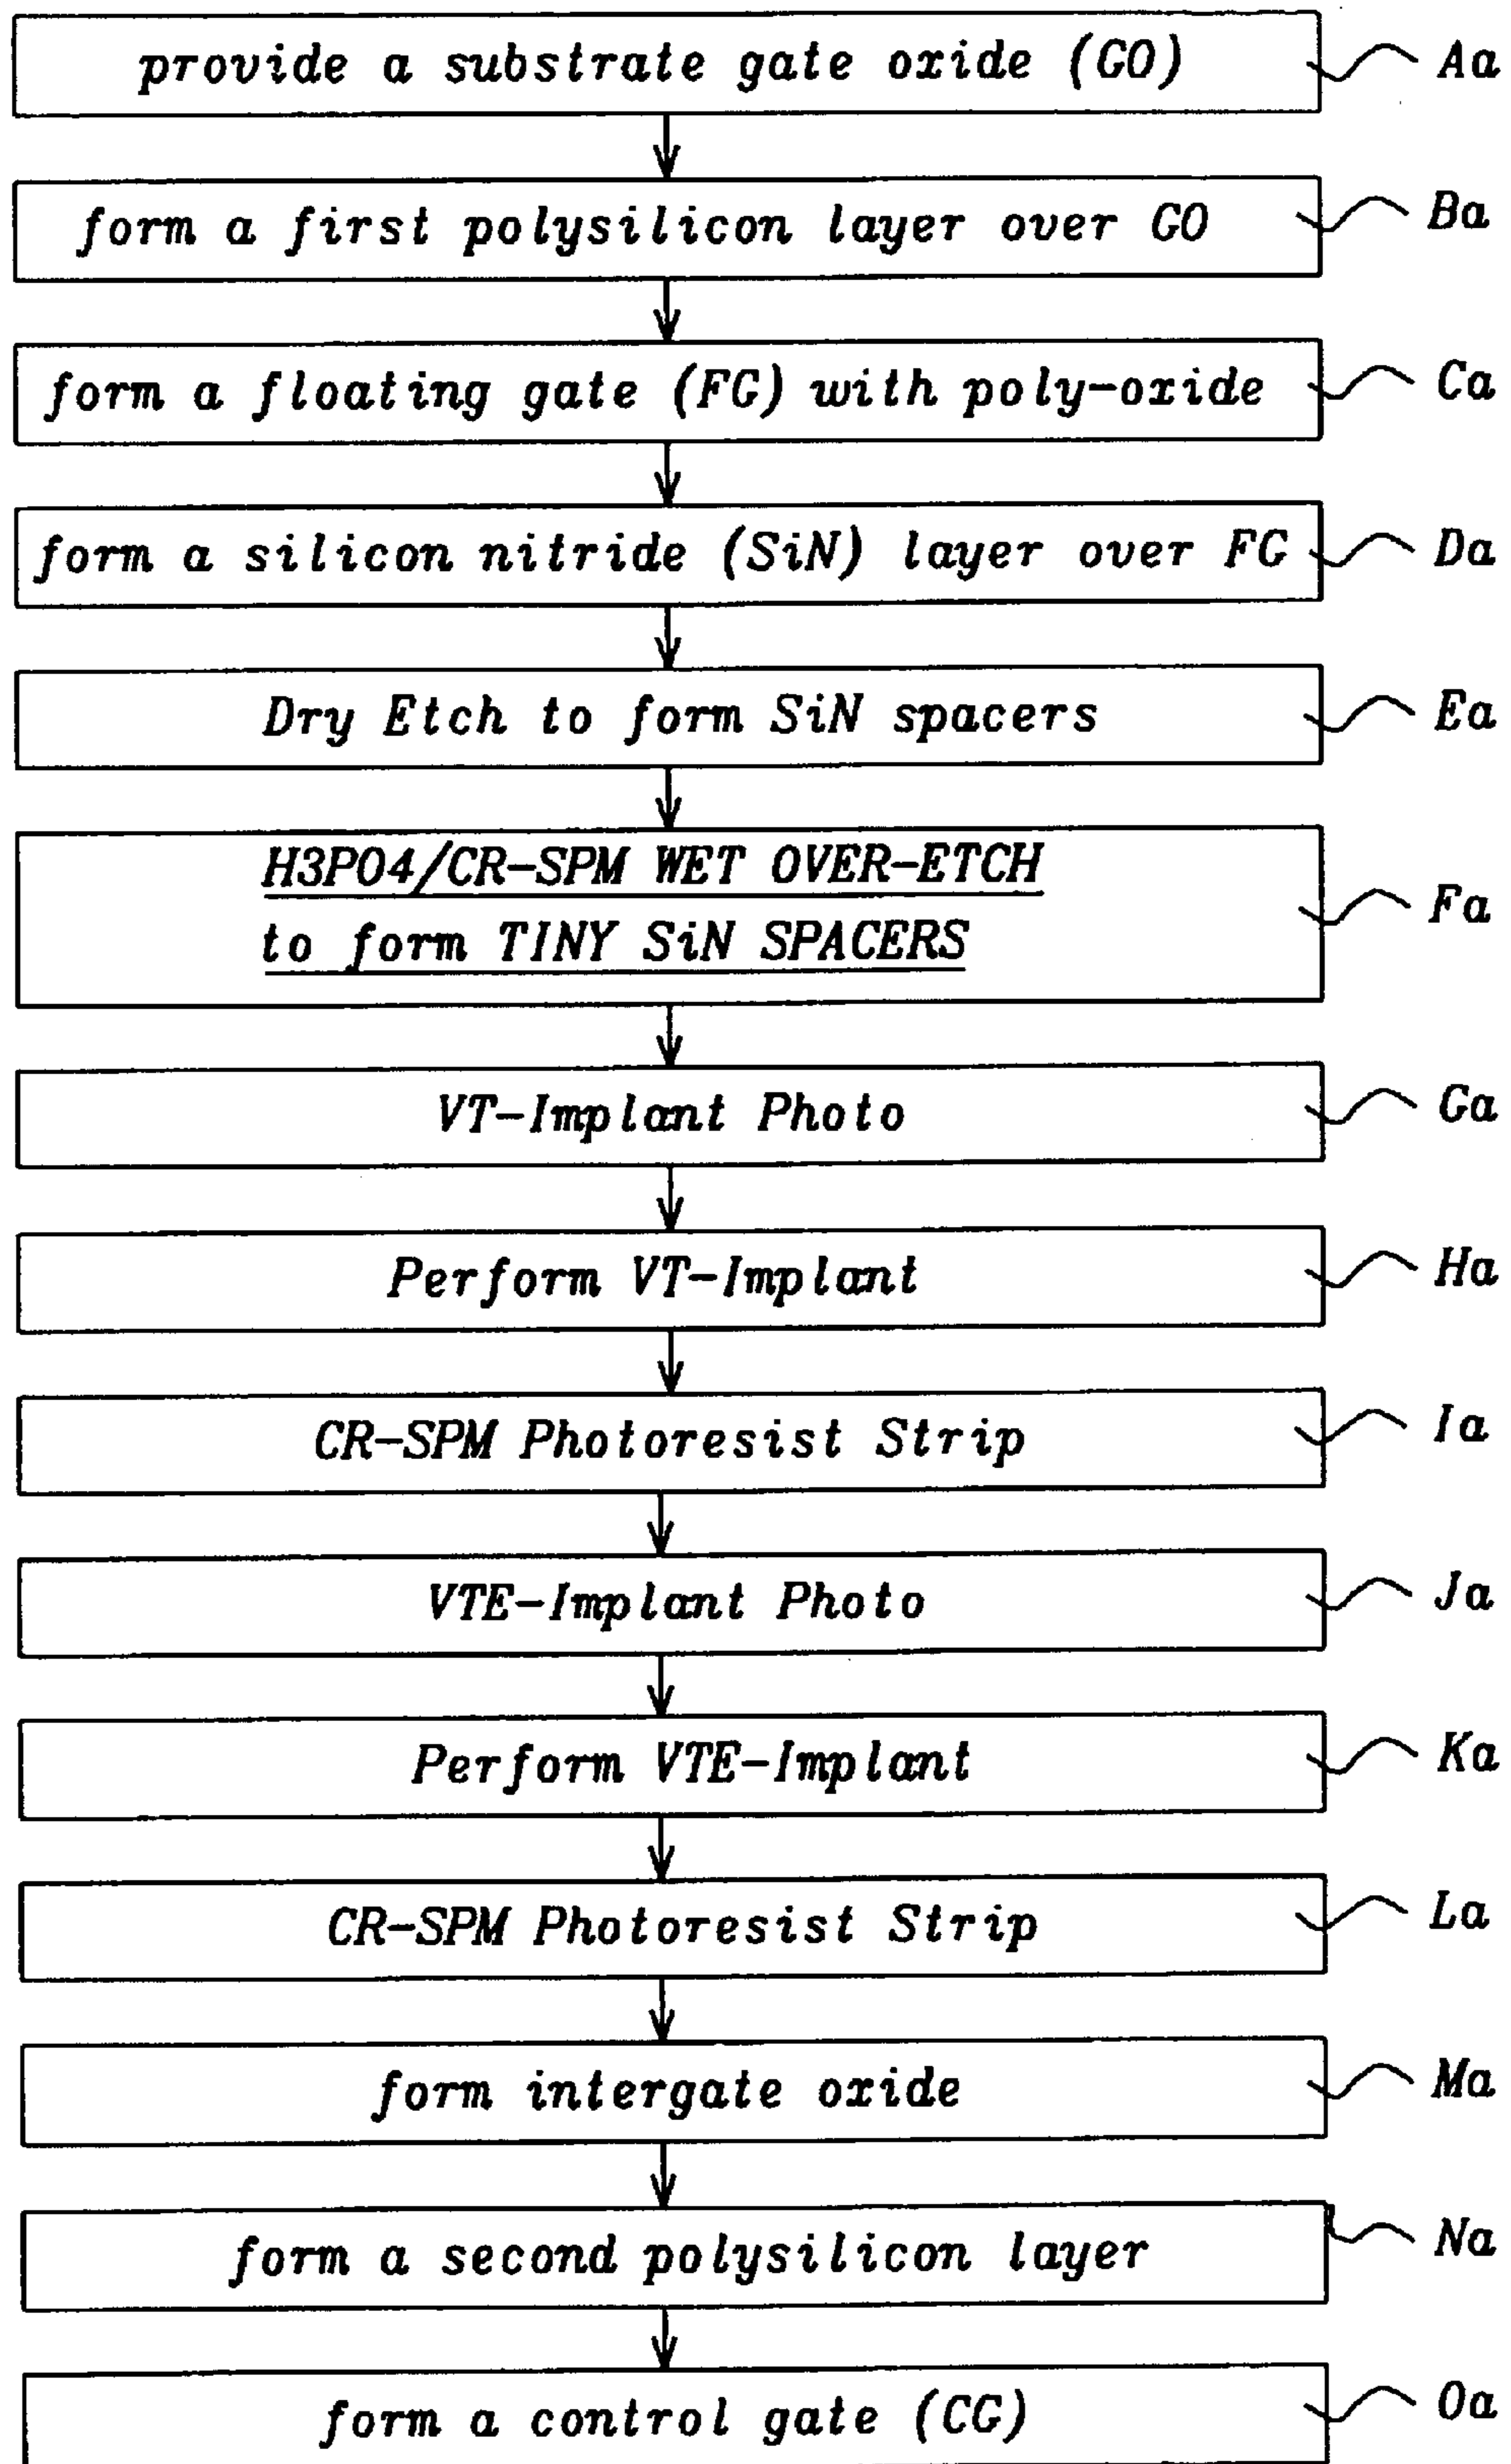 provide a substrate gate oxide (GO) Aa
form a first polysilicon layer over GO Ba
form a floating gate (FG) with poly-oxide Ca
form a silicon nitride (SiN) layer over FG Da
Dry Etch to form SiN spacers Ea
H3PO4/CR-SPM WET OVER-ETCH
to form TINY SiN SPACERS Fa
VT-Implant Photo Ga
Perform VT-Implant Ha
CR-SPM Photoresist Strip Ia
VTE-Implant Photo Ja
Perform VTE-Implant Ka
CR-SPM Photoresist Strip La
form intergate oxide Ma
form a second polysilicon layer Na
form a control gate (CG) Oa